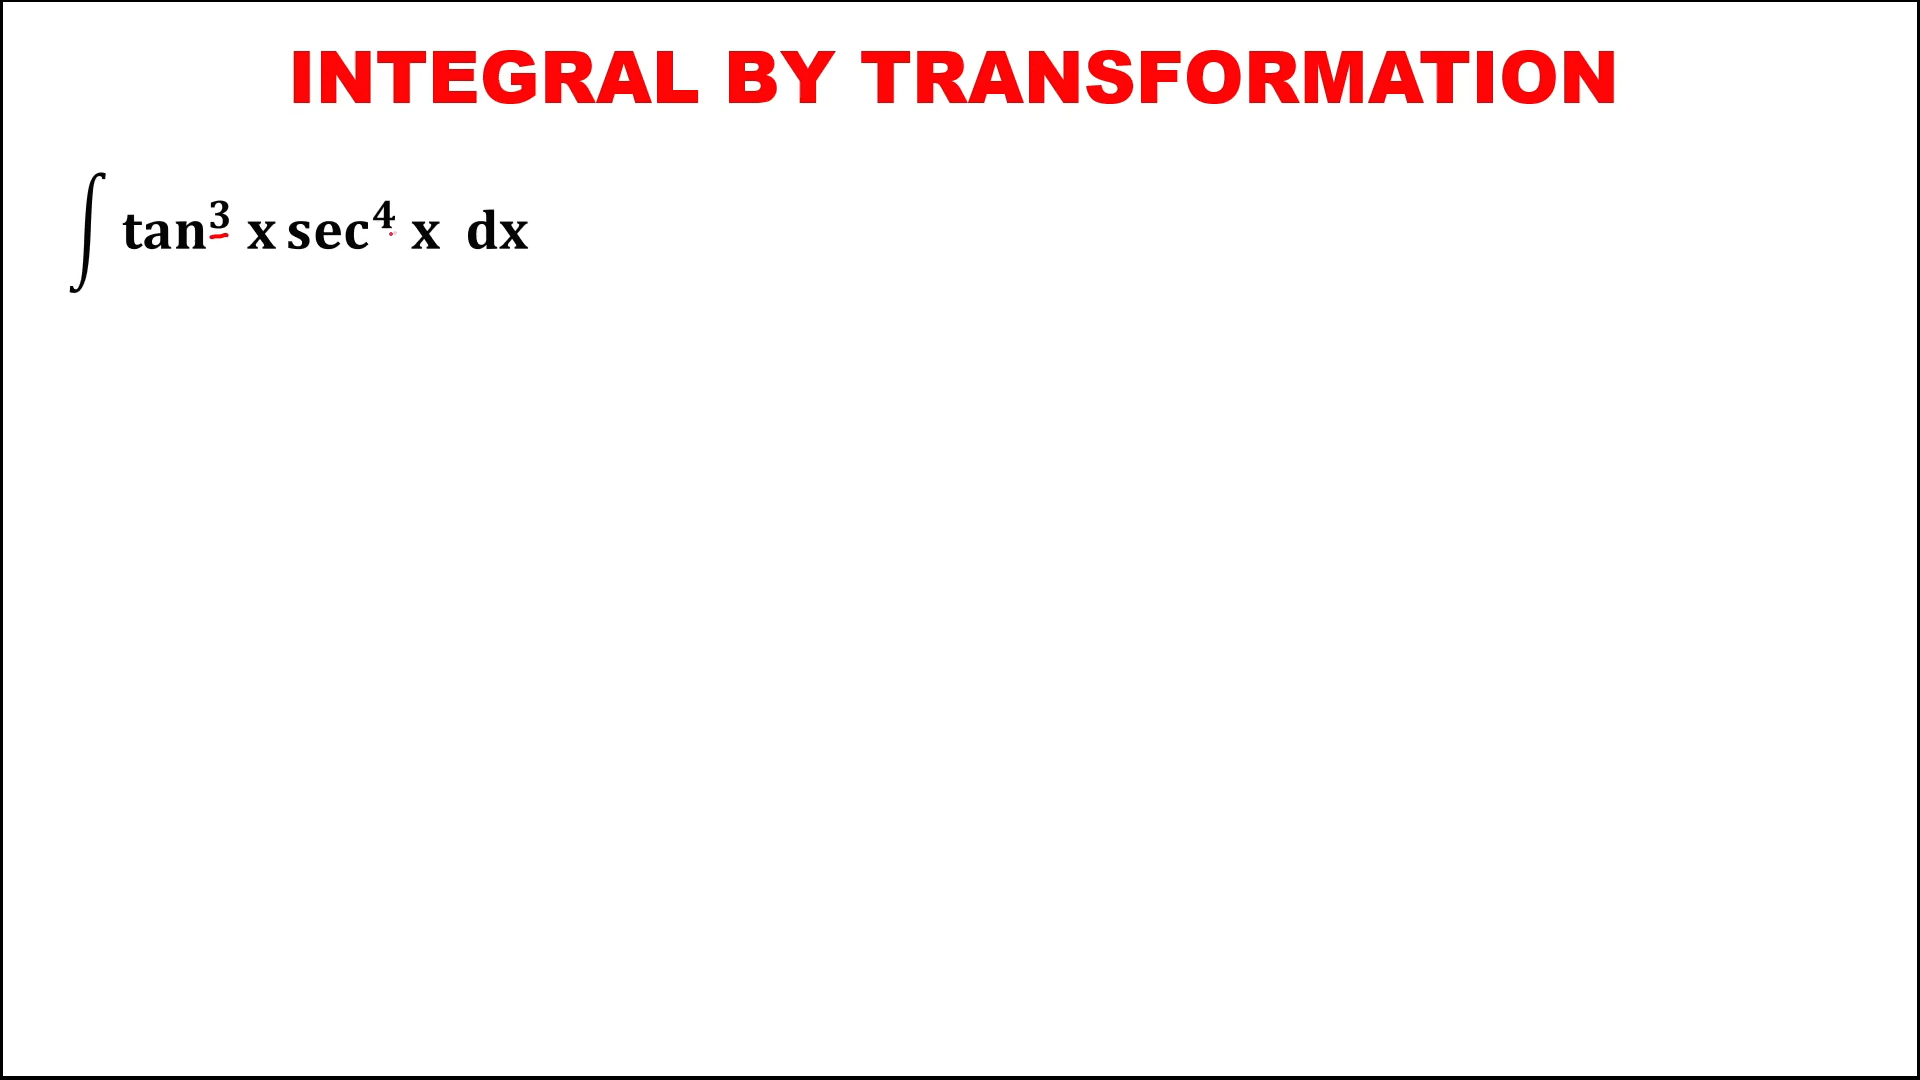 INTEGRAL BY TRANSFORMATION
∫ tan³ x sec⁴ x dx